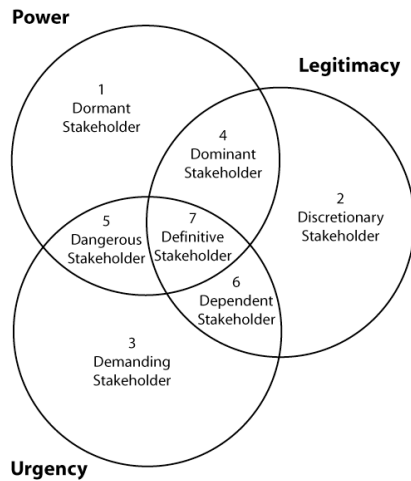 Power
Legitimacy
1
Dormant
Stakeholder
4
Dominant
Stakeholder
2
Discretionary
Stakeholder
5
Dangerous
Stakeholder
7
Definitive
Stakeholder
6
Dependent
Stakeholder
3
Demanding
Stakeholder
Urgency